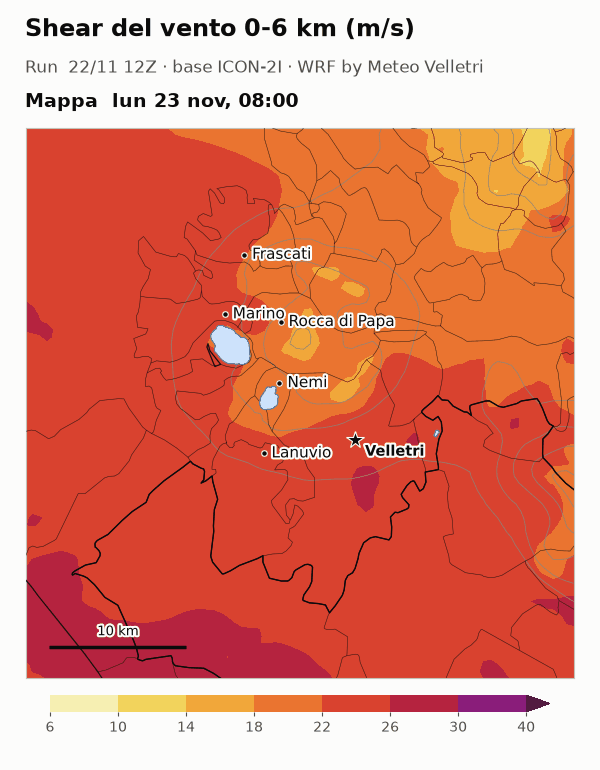 Shear del vento 0-6 km (m/s)
Run  22/11 12Z · base ICON-2I · WRF by Meteo Velletri
Mappa  lun 23 nov, 08:00
Frascati
Marino
Rocca di Papa
Nemi
Velletri
Lanuvio
10 km
6 10 14 18 22 26 30 40